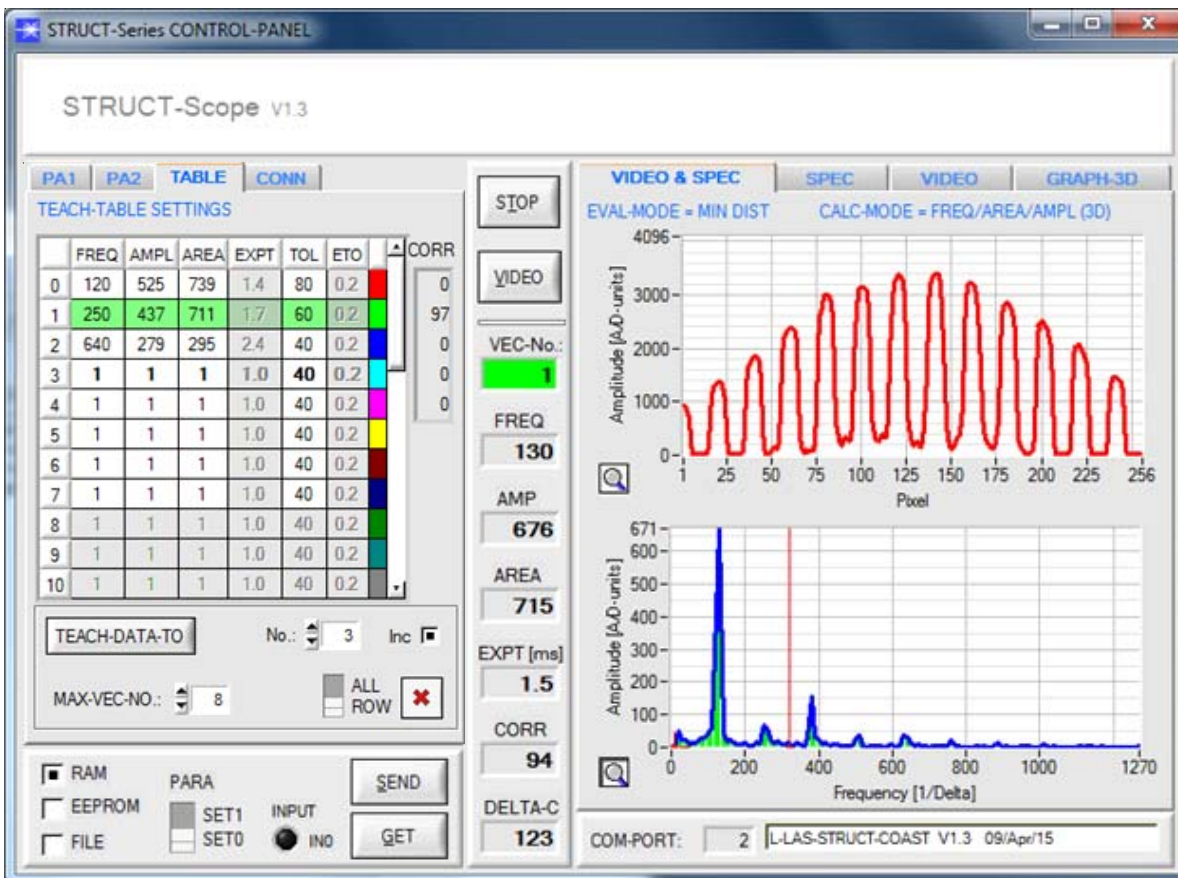 STRUCT-Series CONTROL-PANEL
STRUCT-Scope V1.3
PA1 PA2 TABLE CONN
TEACH-TABLE SETTINGS
FREQ AMPL AREA EXPT TOL ETO CORR
0 120 525 739 1.4 80 0.2 0
1 250 437 711 1.7 60 0.2 97
2 640 279 295 2.4 40 0.2 0
3 1 1 1 1.0 40 0.2 0
4 1 1 1 1.0 40 0.2 0
5 1 1 1 1.0 40 0.2
6 1 1 1 1.0 40 0.2
7 1 1 1 1.0 40 0.2
8 1 1 1 1.0 40 0.2
9 1 1 1 1.0 40 0.2
10 1 1 1 1.0 40 0.2
TEACH-DATA-TO No.: 3 Inc
MAX-VEC-NO.: 8 ALL
ROW
RAM
EEPROM
FILE
PARA
SET1
SET0
INPUT
IN0
SEND
GET
STOP
VIDEO
VEC-No.:
1
FREQ
130
AMP
676
AREA
715
EXPT [ms]
1.5
CORR
94
DELTA-C
123
VIDEO & SPEC SPEC VIDEO GRAPH-3D
EVAL-MODE = MIN DIST CALC-MODE = FREQ/AREA/AMPL (3D)
Amplitude [A/D-units]
4096
3000
2000
1000
0
1 25 50 75 100 125 150 175 200 225 256
Pixel
Amplitude [A/D-units]
671
600
500
400
300
200
100
0
0 200 400 600 800 1000 1270
Frequency [1/Delta]
COM-PORT: 2 L-LAS-STRUCT-COAST V1.3 09/Apr/15